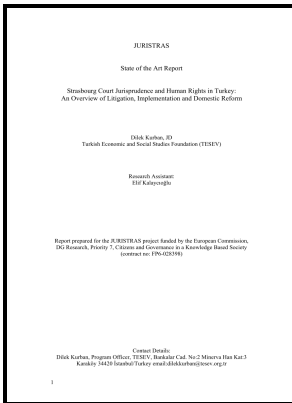 JURISTRAS
State of the Art Report
Strasbourg Court Jurisprudence and Human Rights in Turkey:
An Overview of Litigation, Implementation and Domestic Reform
Dilek Kurban, JD
Turkish Economic and Social Studies Foundation (TESEV)
Research Assistant:
Elif Kalaycıoğlu
Report prepared for the JURISTRAS project funded by the European Commission,
DG Research, Priority 7, Citizens and Governance in a Knowledge Based Society
(contract no: FP6-028398)
Contact Details:
Dilek Kurban, Program Officer, TESEV, Bankalar Cad. No:2 Minerva Han Kat:3
Karaköy 34420 İstanbul/Turkey email:dilekkurban@tesev.org.tr
1